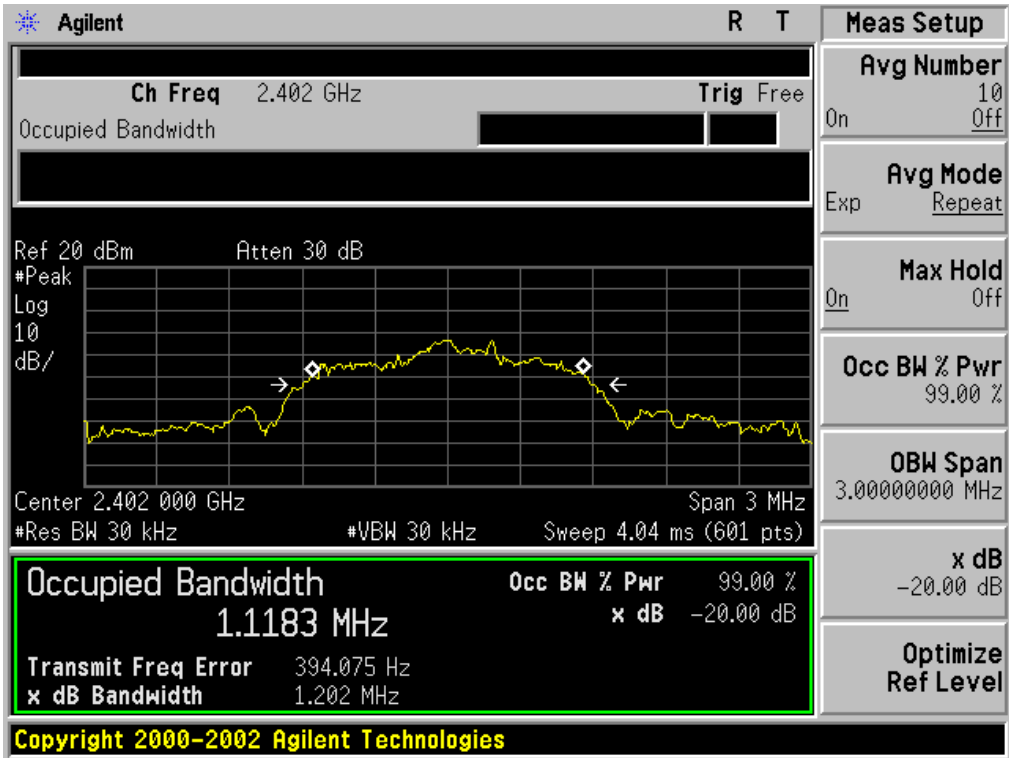 Agilent R T
Ch Freq 2.402 GHz Trig Free
Occupied Bandwidth
Ref 20 dBm Atten 30 dB
#Peak
Log
10
dB/
Center 2.402 000 GHz Span 3 MHz
#Res BW 30 kHz #VBW 30 kHz Sweep 4.04 ms (601 pts)
Occupied Bandwidth Occ BW % Pwr 99.00 %
1.1183 MHz x dB -20.00 dB
Transmit Freq Error 394.075 Hz
x dB Bandwidth 1.202 MHz
Copyright 2000-2002 Agilent Technologies
Meas Setup
Avg Number
10
On Off
Avg Mode
Exp Repeat
Max Hold
On Off
Occ BW % Pwr
99.00 %
OBW Span
3.00000000 MHz
x dB
-20.00 dB
Optimize
Ref Level